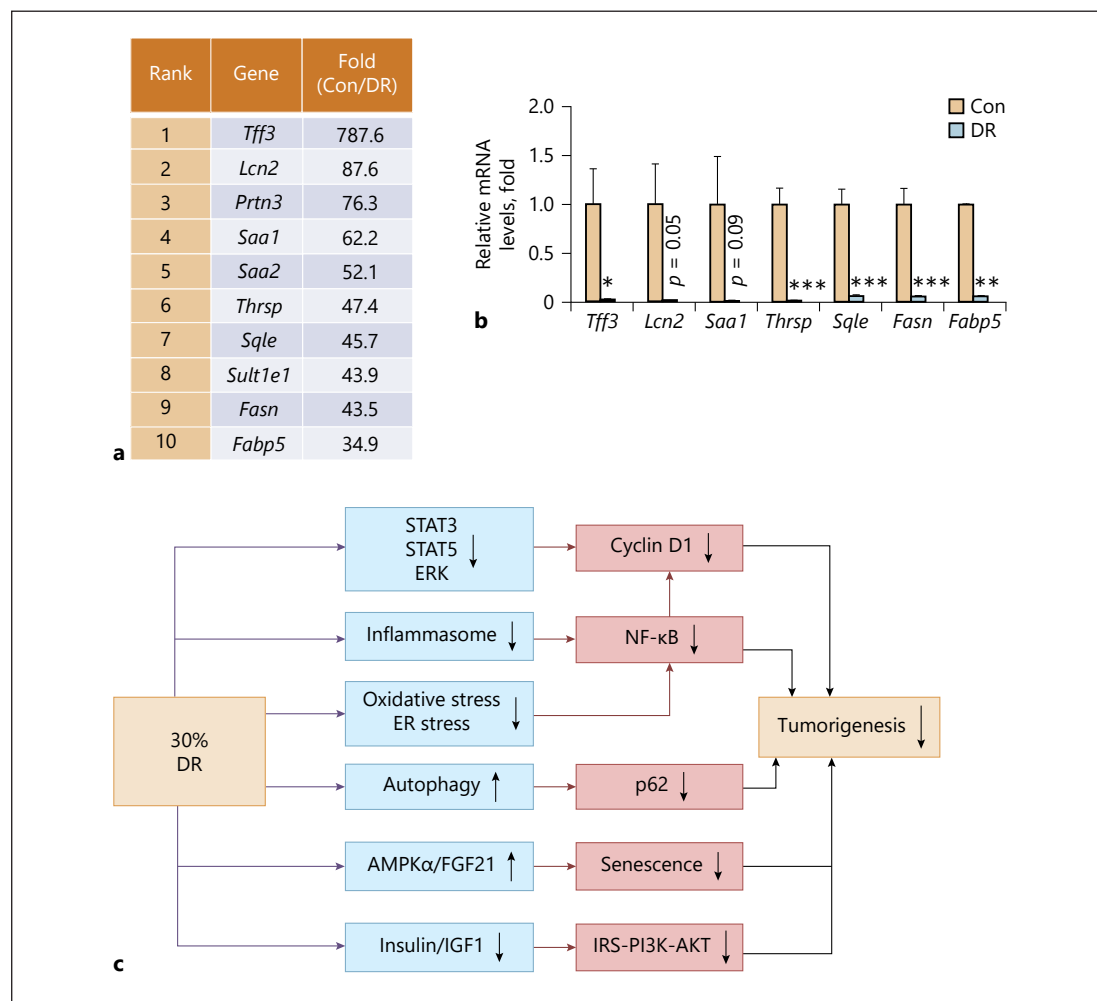 Rank Gene Fold
(Con/DR)
1 Tff3 787.6
2 Lcn2 87.6
3 Prtn3 76.3
4 Saa1 62.2
5 Saa2 52.1
6 Thrsp 47.4
7 Sqle 45.7
8 Sult1e1 43.9
9 Fasn 43.5
10 Fabp5 34.9
a
Relative mRNA
levels, fold
2.0
1.5
1.0
0.5
0
Con
DR
*
p = 0.05
p = 0.09
***
***
***
**
Tff3 Lcn2 Saa1 Thrsp Sqle Fasn Fabp5
b
30%
DR
STAT3
STAT5
ERK
↓
Cyclin D1 ↓
Inflammasome ↓
NF-κB ↓
Oxidative stress
ER stress
↓
Tumorigenesis ↓
Autophagy ↑
p62 ↓
AMPKα/FGF21 ↑
Senescence ↓
Insulin/IGF1 ↓
IRS-PI3K-AKT ↓
c